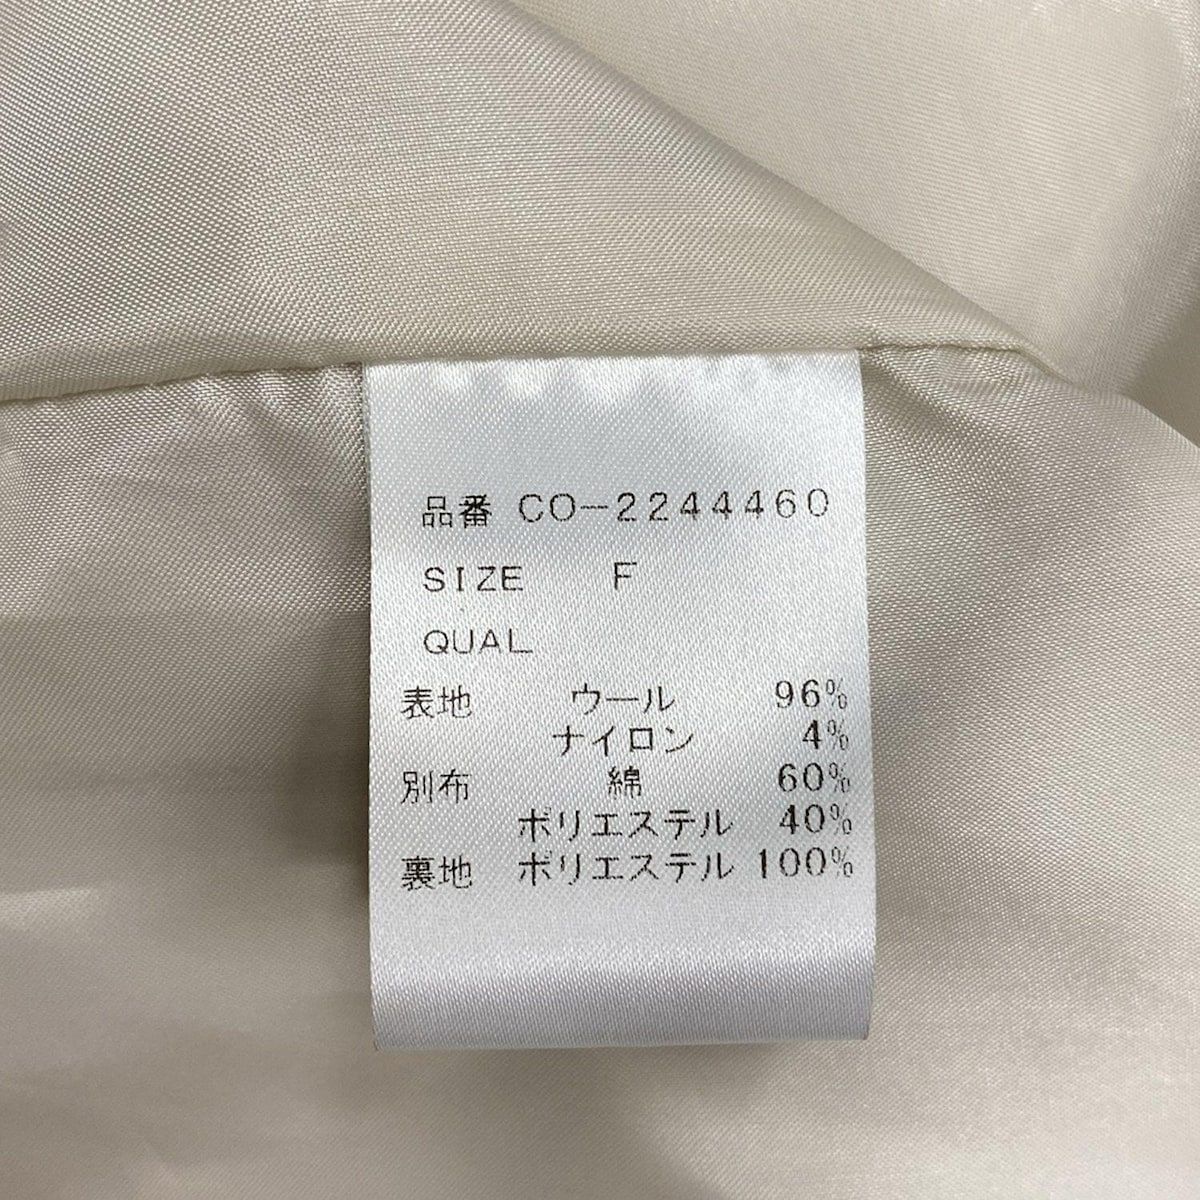 品番 CO-2244460
SIZE F
QUAL
表地 ウール 96%
ナイロン 4%
別布 綿 60%
ポリエステル 40%
裏地 ポリエステル 100%